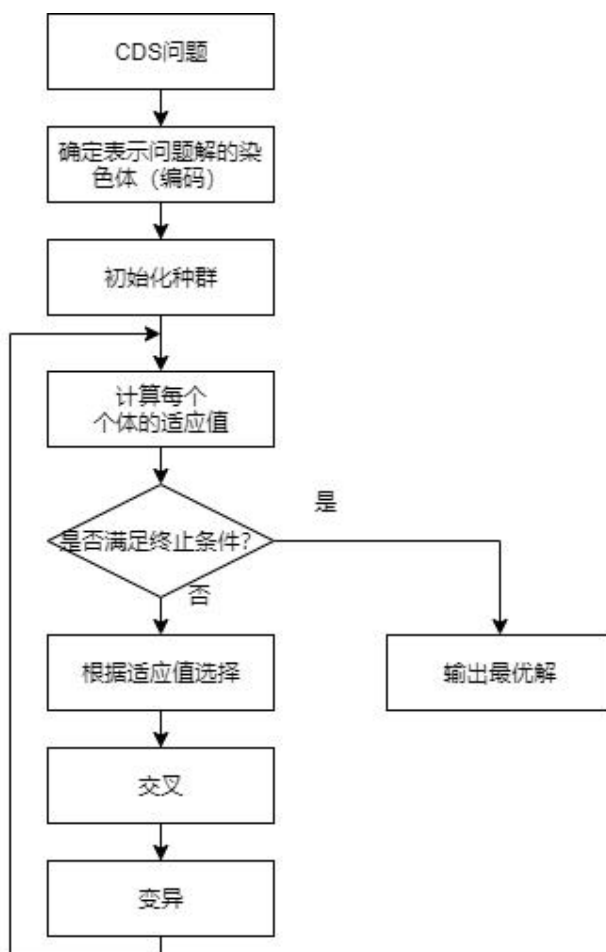 CDS问题
确定表示问题解的染
色体（编码）
初始化种群
计算每个
个体的适应值
是
是否满足终止条件?
否
根据适应值选择
输出最优解
交叉
变异